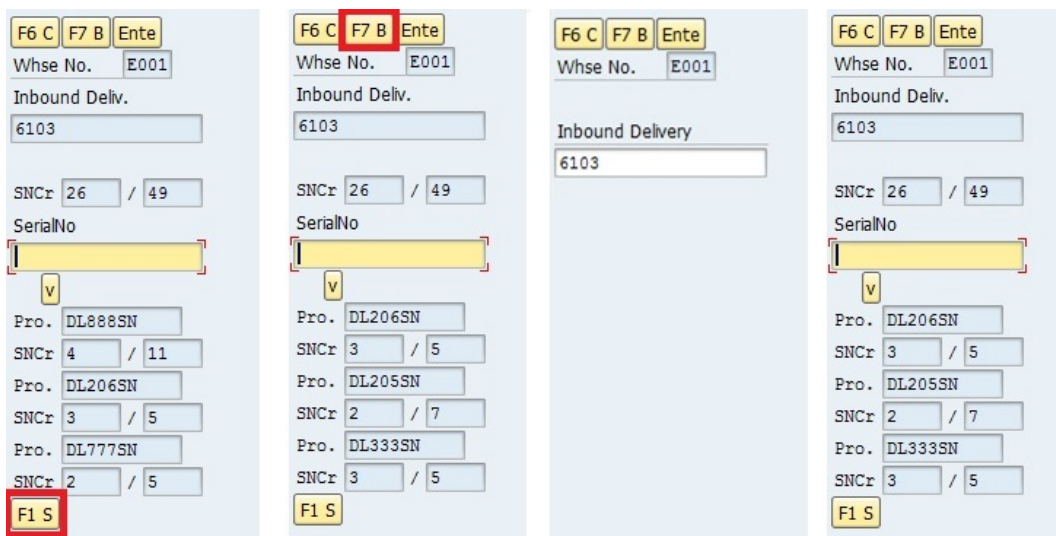 F6 C F7 B Ente
Whse No. E001
Inbound Deliv.
6103
SNCr 26 / 49
SerialNo
v
Pro. DL888SN
SNCr 4 / 11
Pro. DL206SN
SNCr 3 / 5
Pro. DL777SN
SNCr 2 / 5
F1 S
F6 C F7 B Ente
Whse No. E001
Inbound Deliv.
6103
SNCr 26 / 49
SerialNo
v
Pro. DL206SN
SNCr 3 / 5
Pro. DL205SN
SNCr 2 / 7
Pro. DL333SN
SNCr 3 / 5
F1 S
F6 C F7 B Ente
Whse No. E001
Inbound Delivery
6103
F6 C F7 B Ente
Whse No. E001
Inbound Deliv.
6103
SNCr 26 / 49
SerialNo
v
Pro. DL206SN
SNCr 3 / 5
Pro. DL205SN
SNCr 2 / 7
Pro. DL333SN
SNCr 3 / 5
F1 S